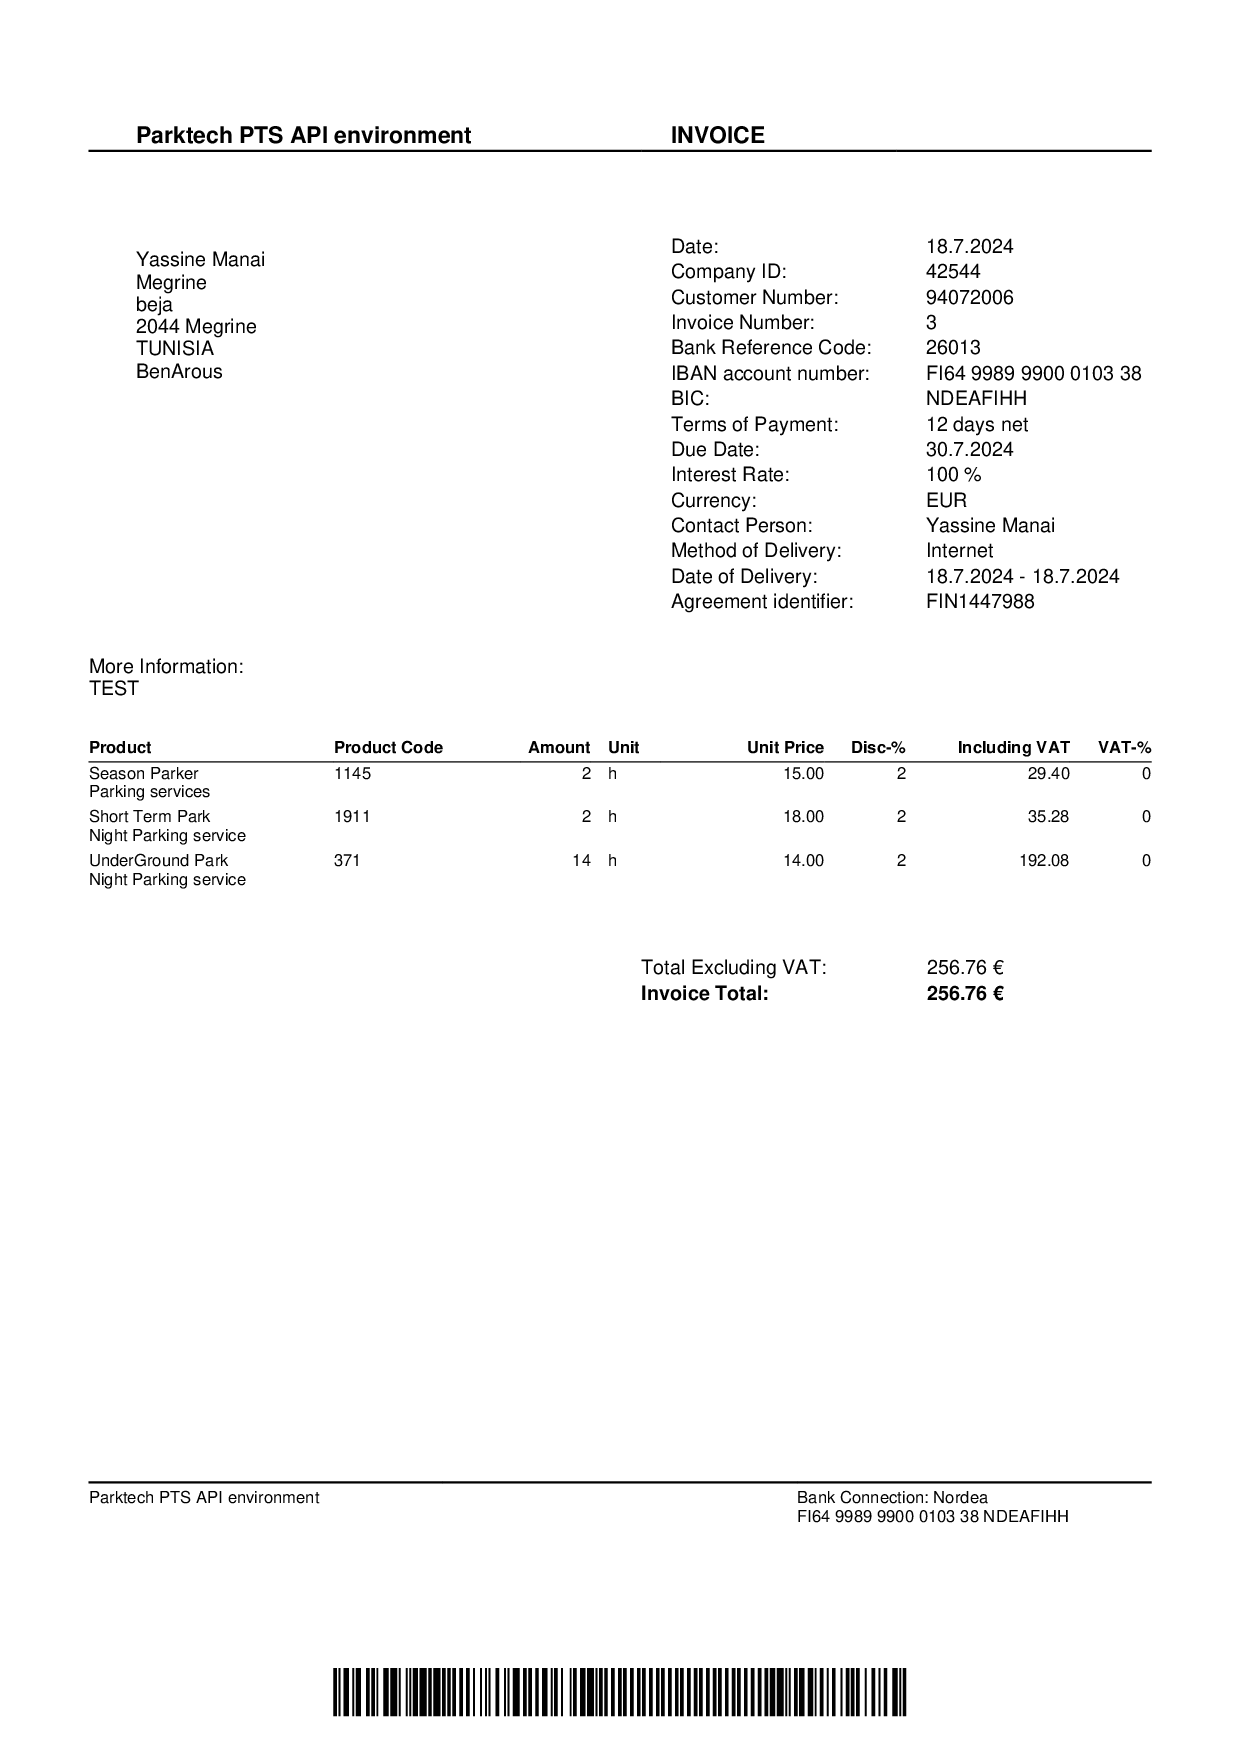 Parktech PTS API environment INVOICE
Yassine Manai
Megrine
beja
2044 Megrine
TUNISIA
BenArous
Date: 18.7.2024
Company ID: 42544
Customer Number: 94072006
Invoice Number: 3
Bank Reference Code: 26013
IBAN account number: FI64 9989 9900 0103 38
BIC: NDEAFIHH
Terms of Payment: 12 days net
Due Date: 30.7.2024
Interest Rate: 100 %
Currency: EUR
Contact Person: Yassine Manai
Method of Delivery: Internet
Date of Delivery: 18.7.2024 - 18.7.2024
Agreement identifier: FIN1447988
More Information:
TEST
Product Product Code Amount Unit Unit Price Disc-% Including VAT VAT-%
Season Parker 1145 2 h 15.00 2 29.40 0
Parking services
Short Term Park 1911 2 h 18.00 2 35.28 0
Night Parking service
UnderGround Park 371 14 h 14.00 2 192.08 0
Night Parking service
Total Excluding VAT: 256.76 €
Invoice Total: 256.76 €
Parktech PTS API environment Bank Connection: Nordea
FI64 9989 9900 0103 38 NDEAFIHH